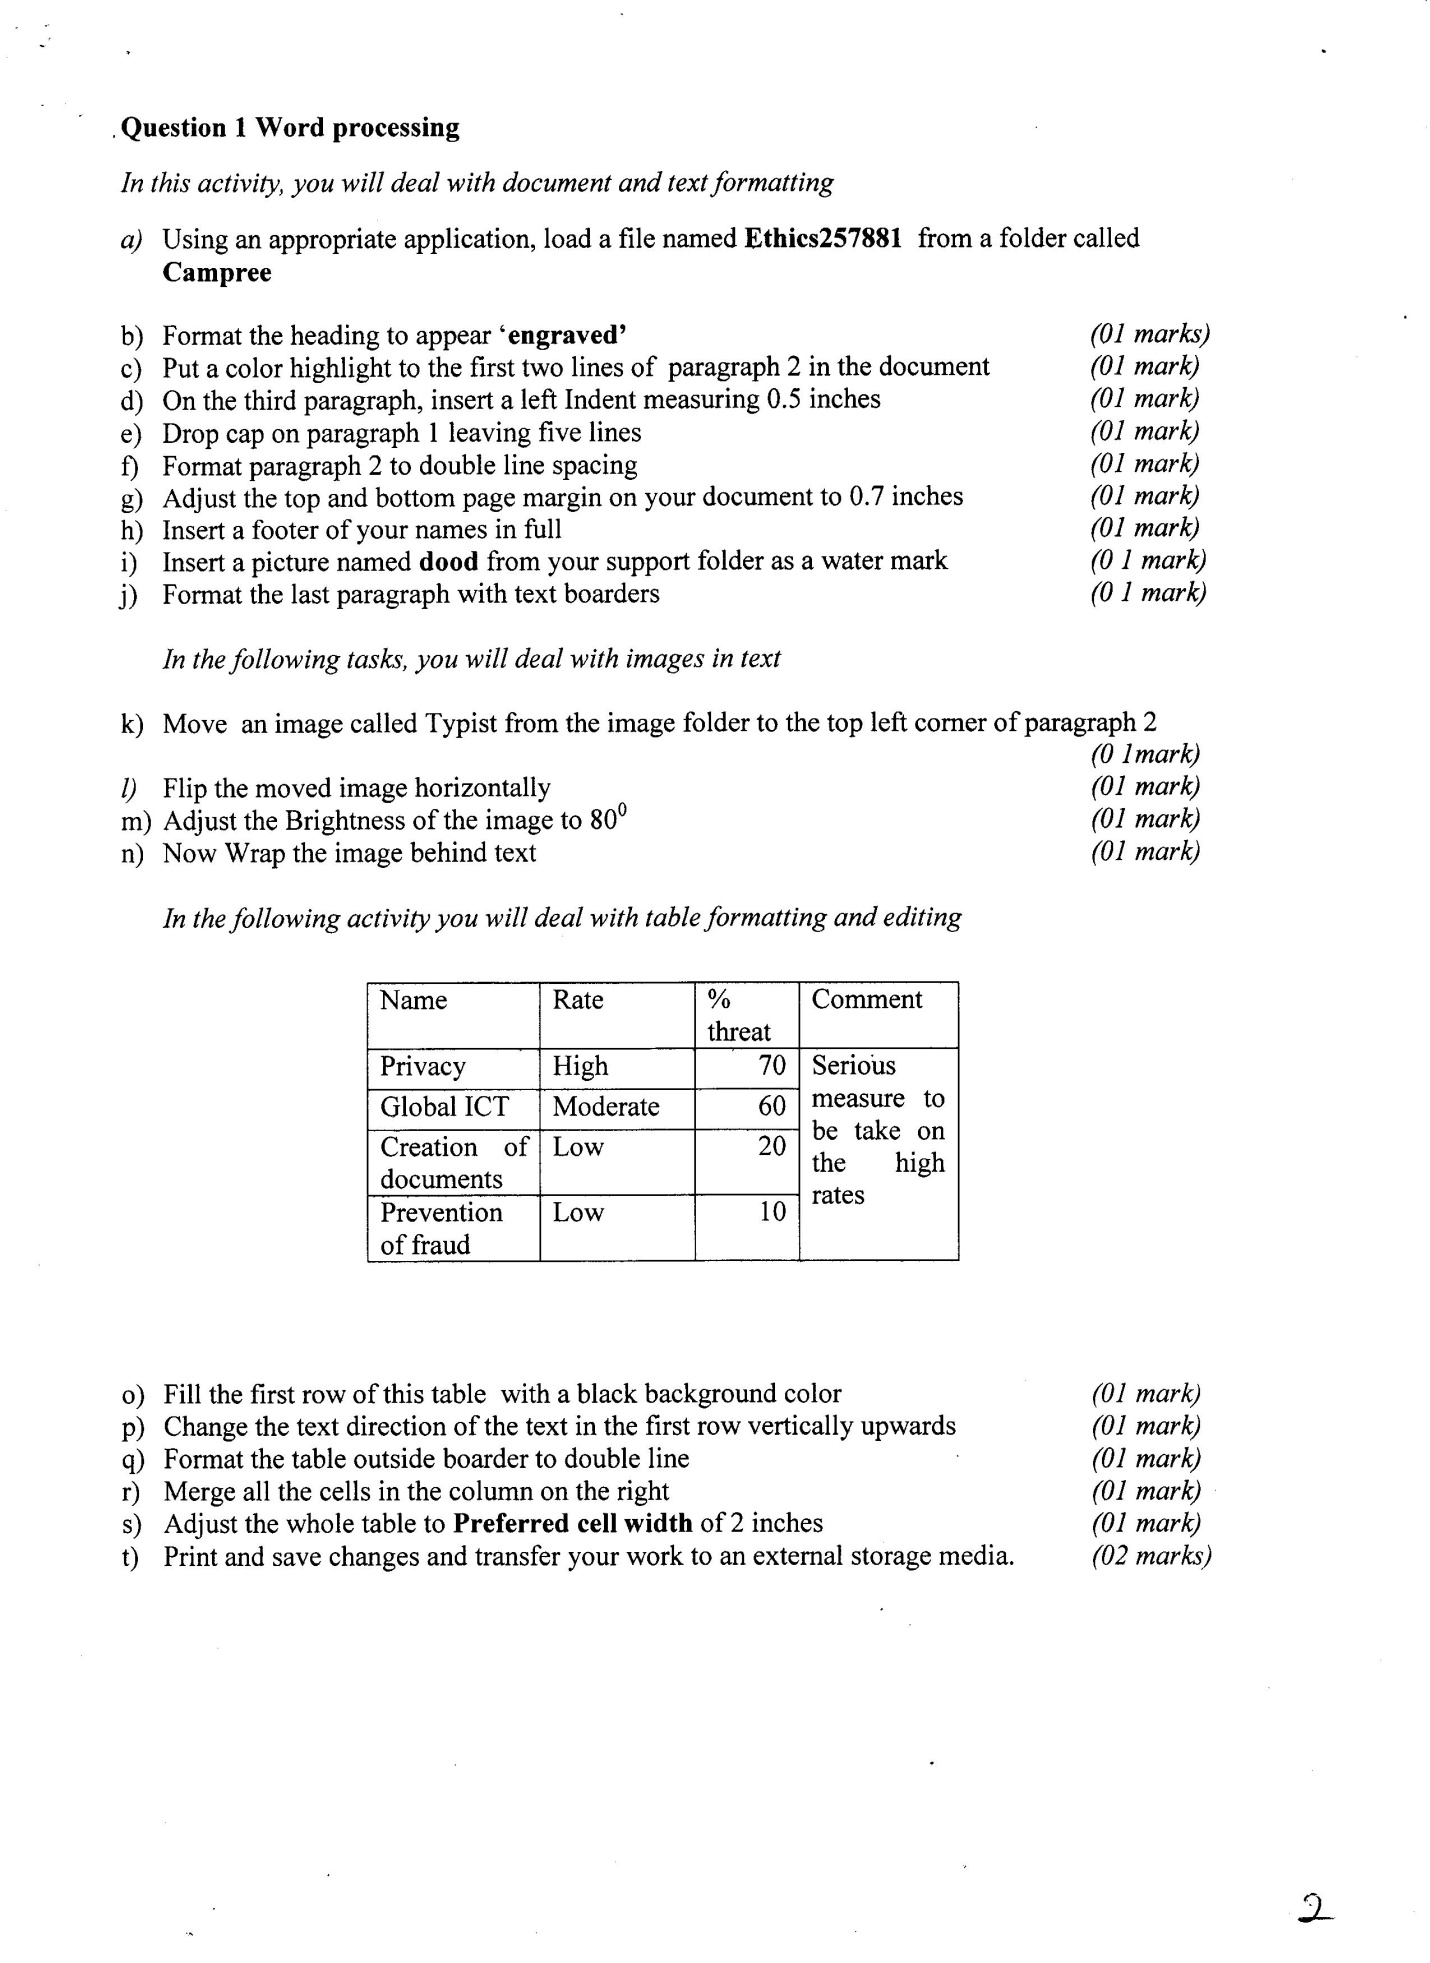 Question 1 Word processing
In this activity, you will deal with document and text formatting
a) Using an appropriate application, load a file named Ethics257881 from a folder called
Campree
b) Format the heading to appear ‘engraved’ (01 marks)
c) Put a color highlight to the first two lines of paragraph 2 in the document (01 mark)
d) On the third paragraph, insert a left Indent measuring 0.5 inches (01 mark)
e) Drop cap on paragraph 1 leaving five lines (01 mark)
f) Format paragraph 2 to double line spacing (01 mark)
g) Adjust the top and bottom page margin on your document to 0.7 inches (01 mark)
h) Insert a footer of your names in full (01 mark)
i) Insert a picture named dood from your support folder as a water mark (0 1 mark)
j) Format the last paragraph with text boarders (0 1 mark)
In the following tasks, you will deal with images in text
k) Move an image called Typist from the image folder to the top left corner of paragraph 2
(0 1mark)
l) Flip the moved image horizontally (01 mark)
m) Adjust the Brightness of the image to 80⁰ (01 mark)
n) Now Wrap the image behind text (01 mark)
In the following activity you will deal with table formatting and editing
Name Rate % Comment
threat
Privacy High 70 Serious
Global ICT Moderate 60 measure to
be take on
Creation of Low 20
the high
documents
rates
Prevention Low 10
of fraud
o) Fill the first row of this table with a black background color (01 mark)
p) Change the text direction of the text in the first row vertically upwards (01 mark)
q) Format the table outside boarder to double line (01 mark)
r) Merge all the cells in the column on the right (01 mark)
s) Adjust the whole table to Preferred cell width of 2 inches (01 mark)
t) Print and save changes and transfer your work to an external storage media. (02 marks)
2